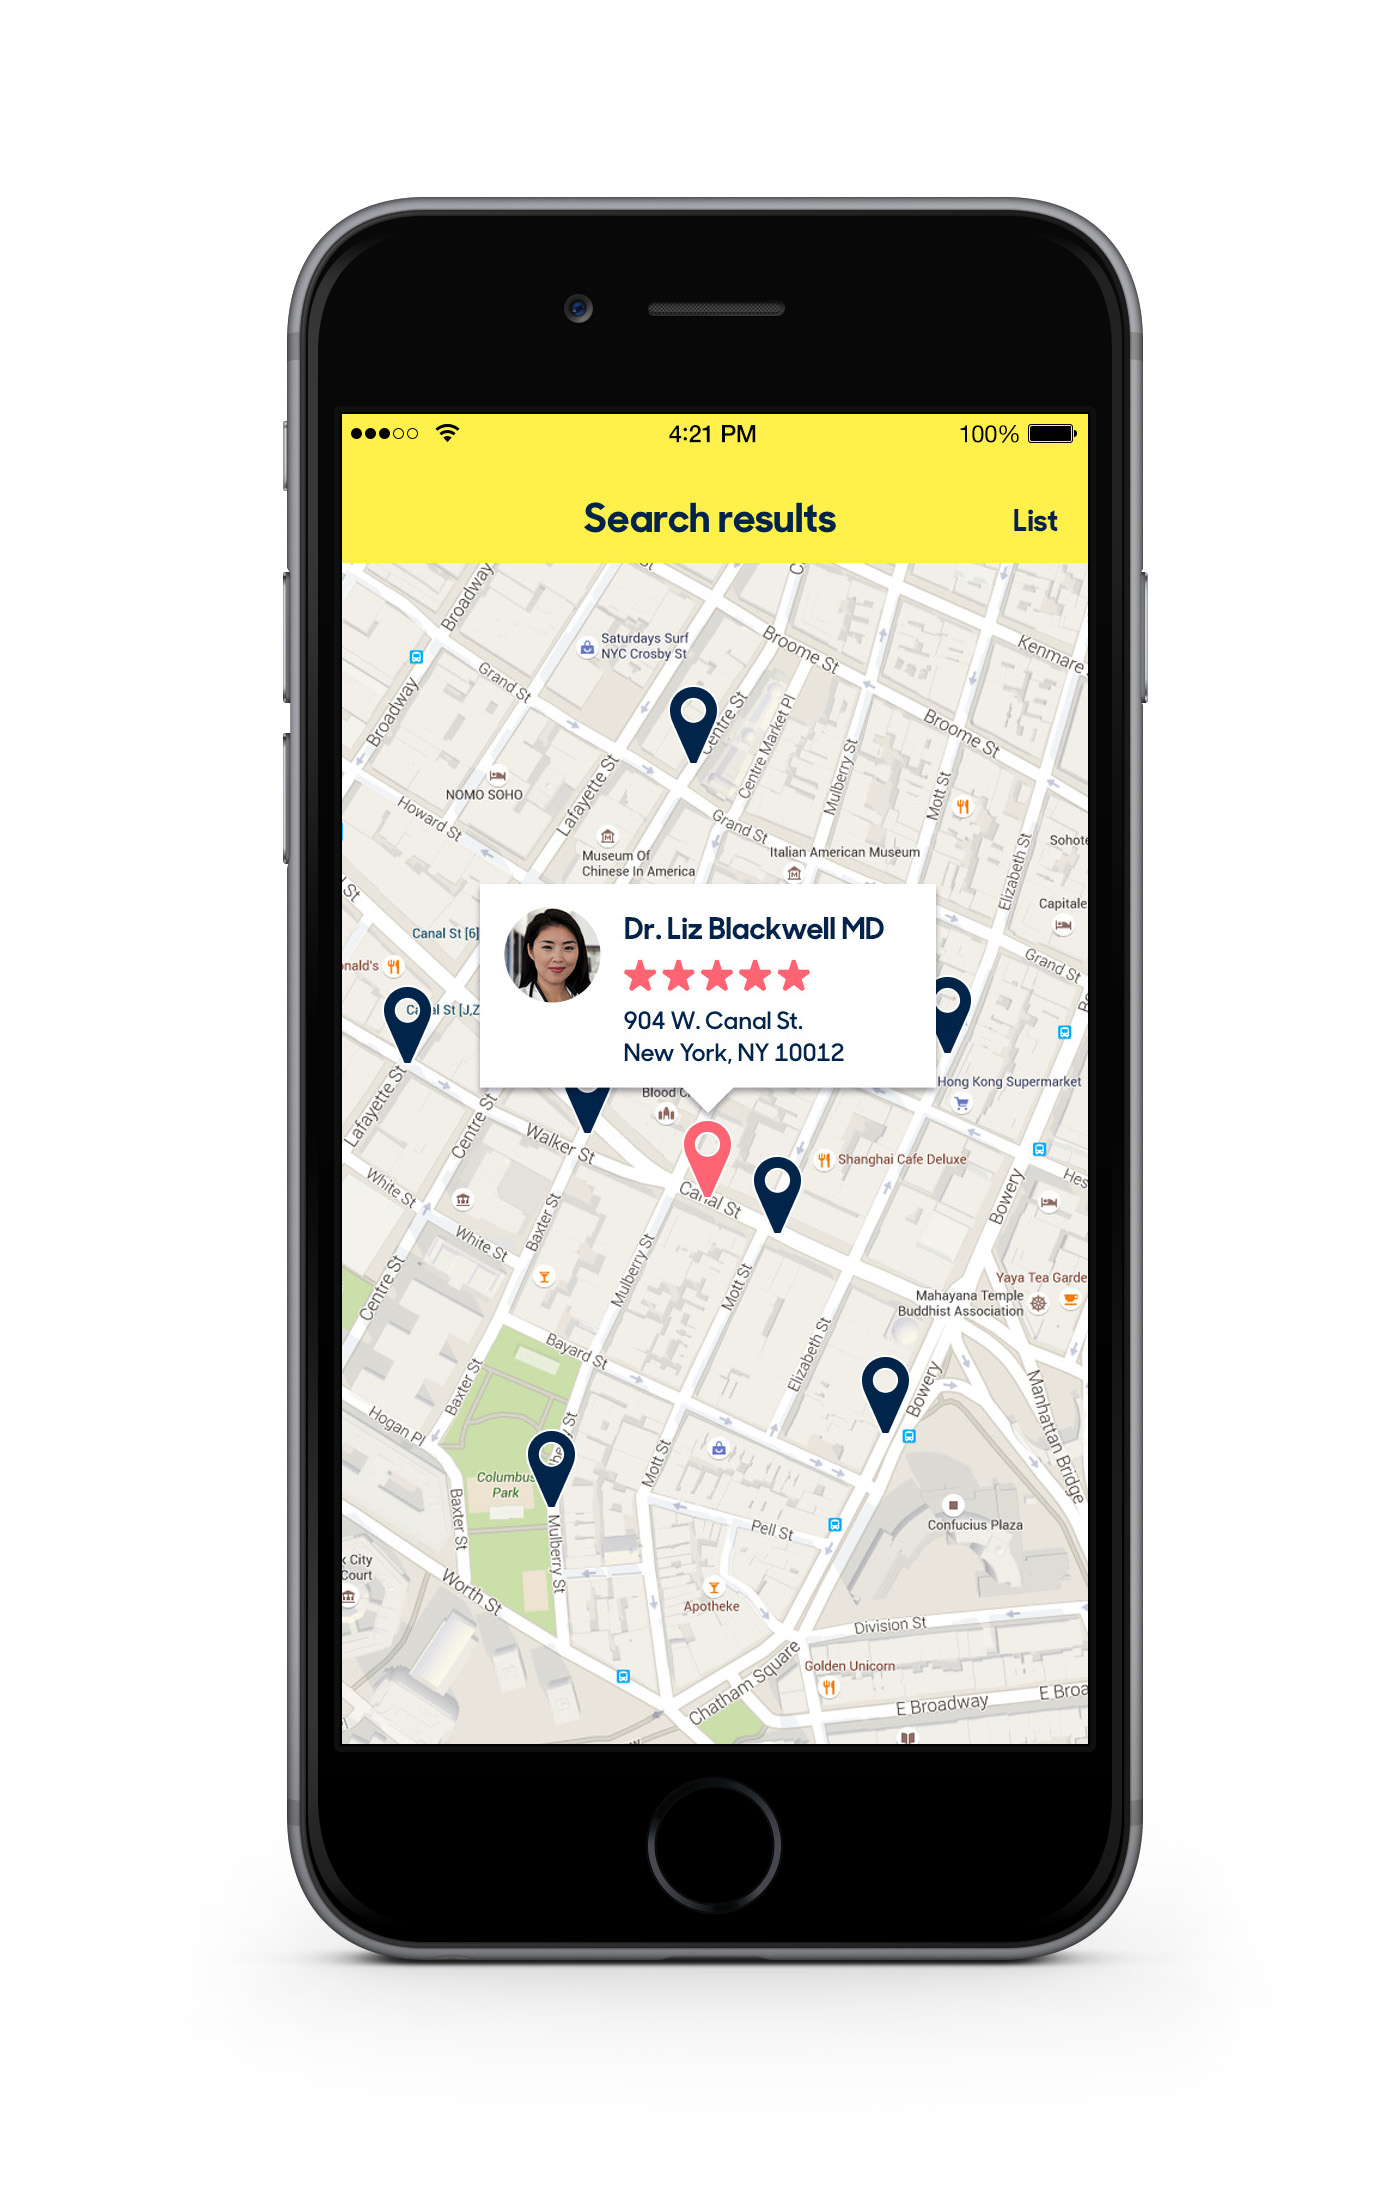 4:21 PM
100%
Search results
List
Broadway
Saturdays Surf
NYC Crosby St
Broome St
Kenmare
Grand St
Broadway
Centre St
Centre Market Pl
Broome St
Mulberry St
Mott St
NOMO SOHO
Lafayette St
Howard St
Grand St
Museum Of
Chinese In America
Italian American Museum
Elizabeth St
Sohote
Capitale
Canal St [6]
nald's
Grand St
Dr. Liz Blackwell MD
904 W. Canal St.
New York, NY 10012
Hong Kong Supermarket
Blood
Lafayette St
Centre St
Walker St
Shanghai Cafe Deluxe
Hes
White St
Canal St
Bowery
Baxter St
White St
Mulberry St
Mott St
Centre St
Yaya Tea Garde
Mahayana Temple
Buddhist Association
Bayard St
Elizabeth St
Baxter St
Bowery
Manhattan Bridge
Hogan Pl
Mott St
Columbus
Park
Baxter St
Mulberry St
Pell St
Confucius Plaza
k City
Court
Worth St
Apotheke
Division St
Golden Unicorn
Chatham Square
E Broadway
E Broa